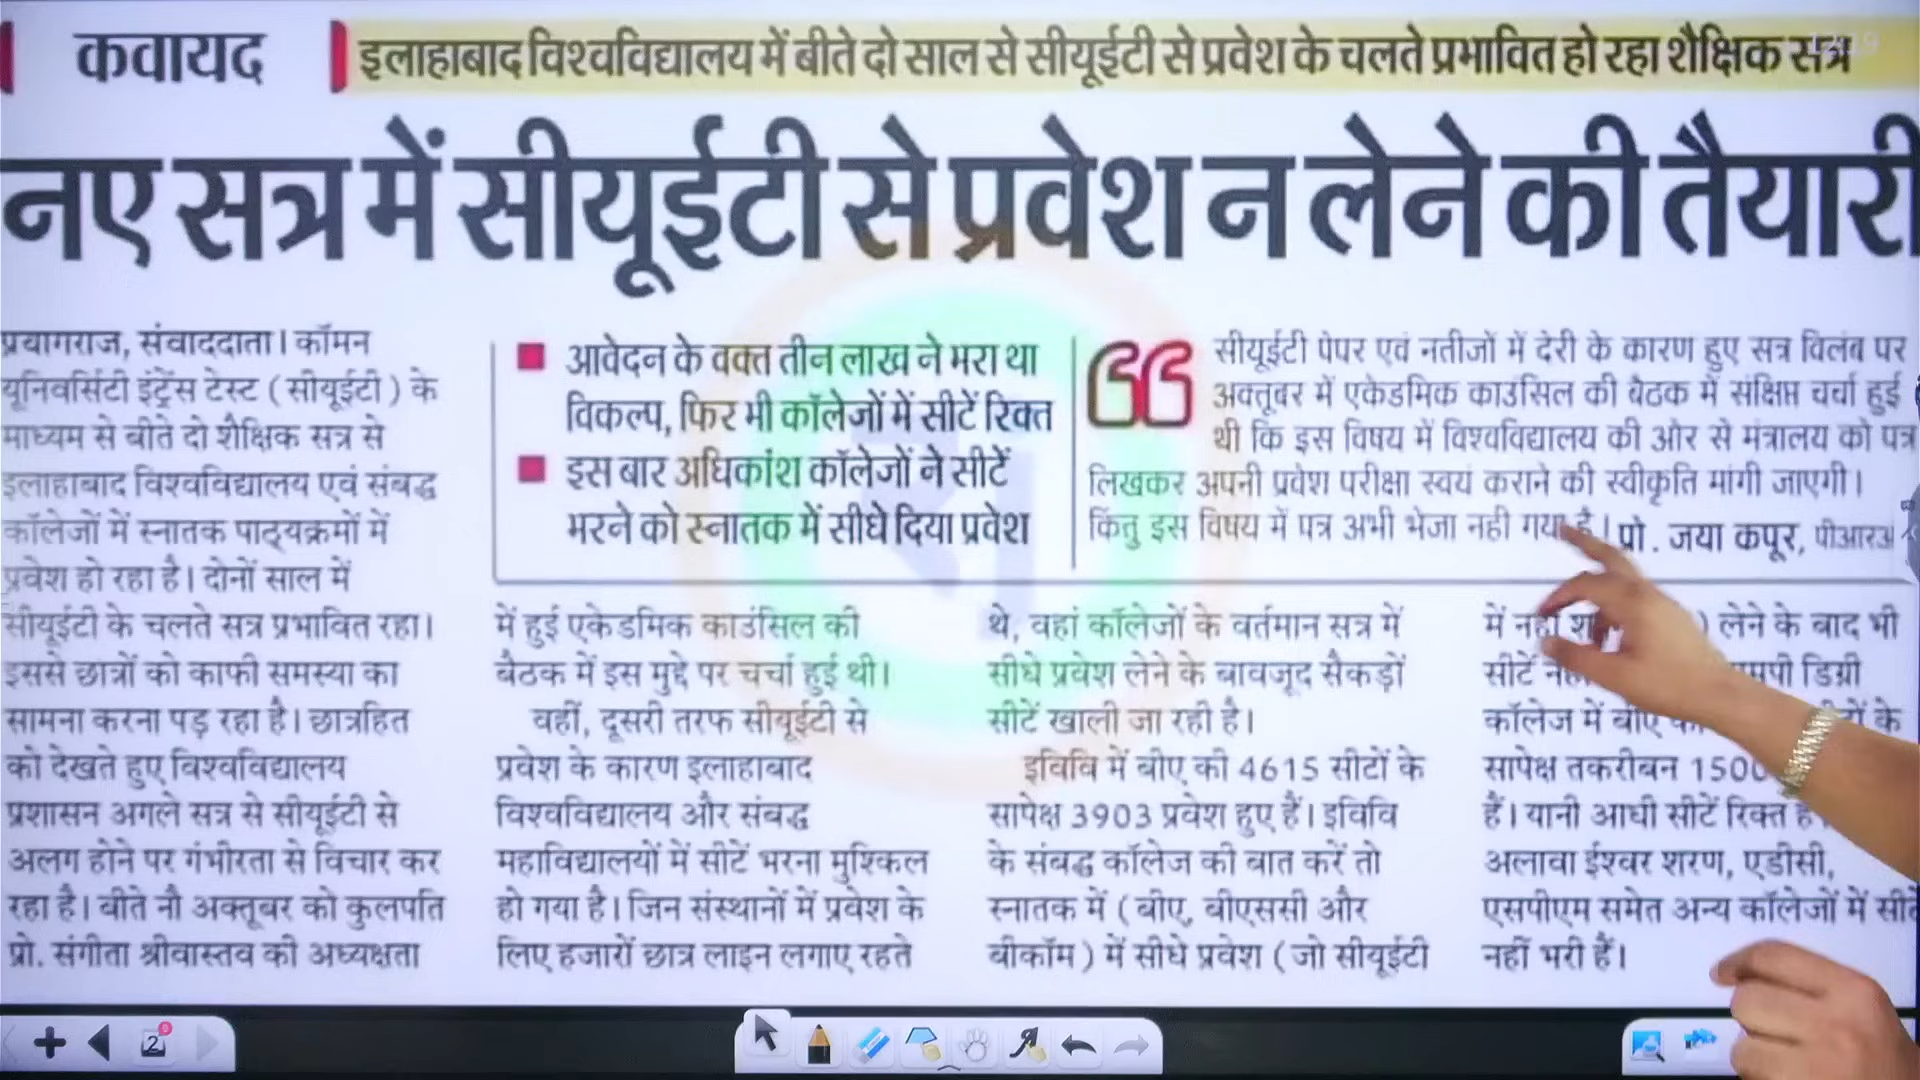 कवायद
इलाहाबाद विश्वविद्यालय में बीते दो साल से सीयूईटी से प्रवेश के चलते प्रभावित हो रहा शैक्षिक सत्र
नए सत्र में सीयूईटी से प्रवेश न लेने की तैयारी
प्रयागराज, संवाददाता। कॉमन
यूनिवर्सिटी इंट्रेंस टेस्ट (सीयूईटी) के
माध्यम से बीते दो शैक्षिक सत्र से
इलाहाबाद विश्वविद्यालय एवं संबद्ध
कॉलेजों में स्नातक पाठ्यक्रमों में
प्रवेश हो रहा है। दोनों साल में
सीयूईटी के चलते सत्र प्रभावित रहा।
इससे छात्रों को काफी समस्या का
सामना करना पड़ रहा है। छात्रहित
को देखते हुए विश्वविद्यालय
प्रशासन अगले सत्र से सीयूईटी से
अलग होने पर गंभीरता से विचार कर
रहा है। बीते नौ अक्तूबर को कुलपति
प्रो. संगीता श्रीवास्तव की अध्यक्षता
■ आवेदन के वक्त तीन लाख ने भरा था
विकल्प, फिर भी कॉलेजों में सीटें रिक्त
■ इस बार अधिकांश कॉलेजों ने सीटें
भरने को स्नातक में सीधे दिया प्रवेश
सीयूईटी पेपर एवं नतीजों में देरी के कारण हुए सत्र विलंब पर
अक्तूबर में एकेडमिक काउंसिल की बैठक में संक्षिप्त चर्चा हुई
थी कि इस विषय में विश्वविद्यालय की ओर से मंत्रालय को पत्र
लिखकर अपनी प्रवेश परीक्षा स्वयं कराने की स्वीकृति मांगी जाएगी।
किंतु इस विषय में पत्र अभी भेजा नहीं गया है।
प्रो. जया कपूर, पीआरओ
में हुई एकेडमिक काउंसिल की
बैठक में इस मुद्दे पर चर्चा हुई थी।
वहीं, दूसरी तरफ सीयूईटी से
प्रवेश के कारण इलाहाबाद
विश्वविद्यालय और संबद्ध
महाविद्यालयों में सीटें भरना मुश्किल
हो गया है। जिन संस्थानों में प्रवेश के
लिए हजारों छात्र लाइन लगाए रहते
थे, वहां कॉलेजों के वर्तमान सत्र में
सीधे प्रवेश लेने के बावजूद सैकड़ों
सीटें खाली जा रही है।
इविवि में बीए की 4615 सीटों के
सापेक्ष 3903 प्रवेश हुए हैं। इविवि
के संबद्ध कॉलेज की बात करें तो
स्नातक में (बीए, बीएससी और
बीकॉम) में सीधे प्रवेश (जो सीयूईटी
में नहीं ) लेने के बाद भी
सीटें डिग्री
कॉलेज में बीए के
सापेक्ष तकरीबन 1500
हैं। यानी आधी सीटें रिक्त
अलावा ईश्वर शरण, एडीसी,
एसपीएम समेत अन्य कॉलेजों में सीटें
नहीं भरी हैं।
2